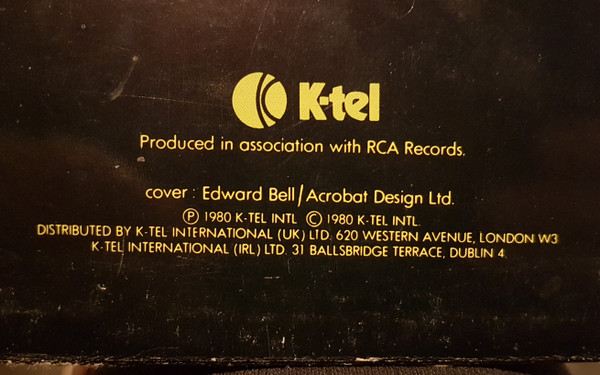 K-tel
Produced in association with RCA Records.
cover : Edward Bell/Acrobat Design Ltd.
Ⓟ 1980 K-TEL INTL © 1980 K-TEL INTL.
DISTRIBUTED BY K-TEL INTERNATIONAL (UK) LTD. 620 WESTERN AVENUE, LONDON W3
K-TEL INTERNATIONAL (IRL) LTD. 31 BALLSBRIDGE TERRACE, DUBLIN 4.